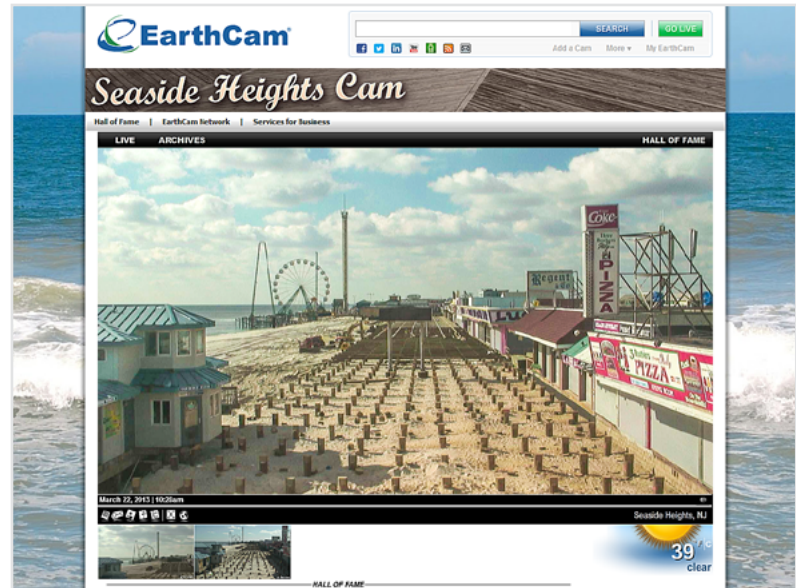 EarthCam
SEARCH
GO LIVE
Add a Cam More My EarthCam
Seaside Heights Cam
Hall of Fame | EarthCam Network | Services for Business
LIVE ARCHIVES HALL OF FAME
Coke
PIZZA
Regent
PIZZA
March 22, 2013 | 10:28am
Seaside Heights, NJ
39°
clear
HALL OF FAME